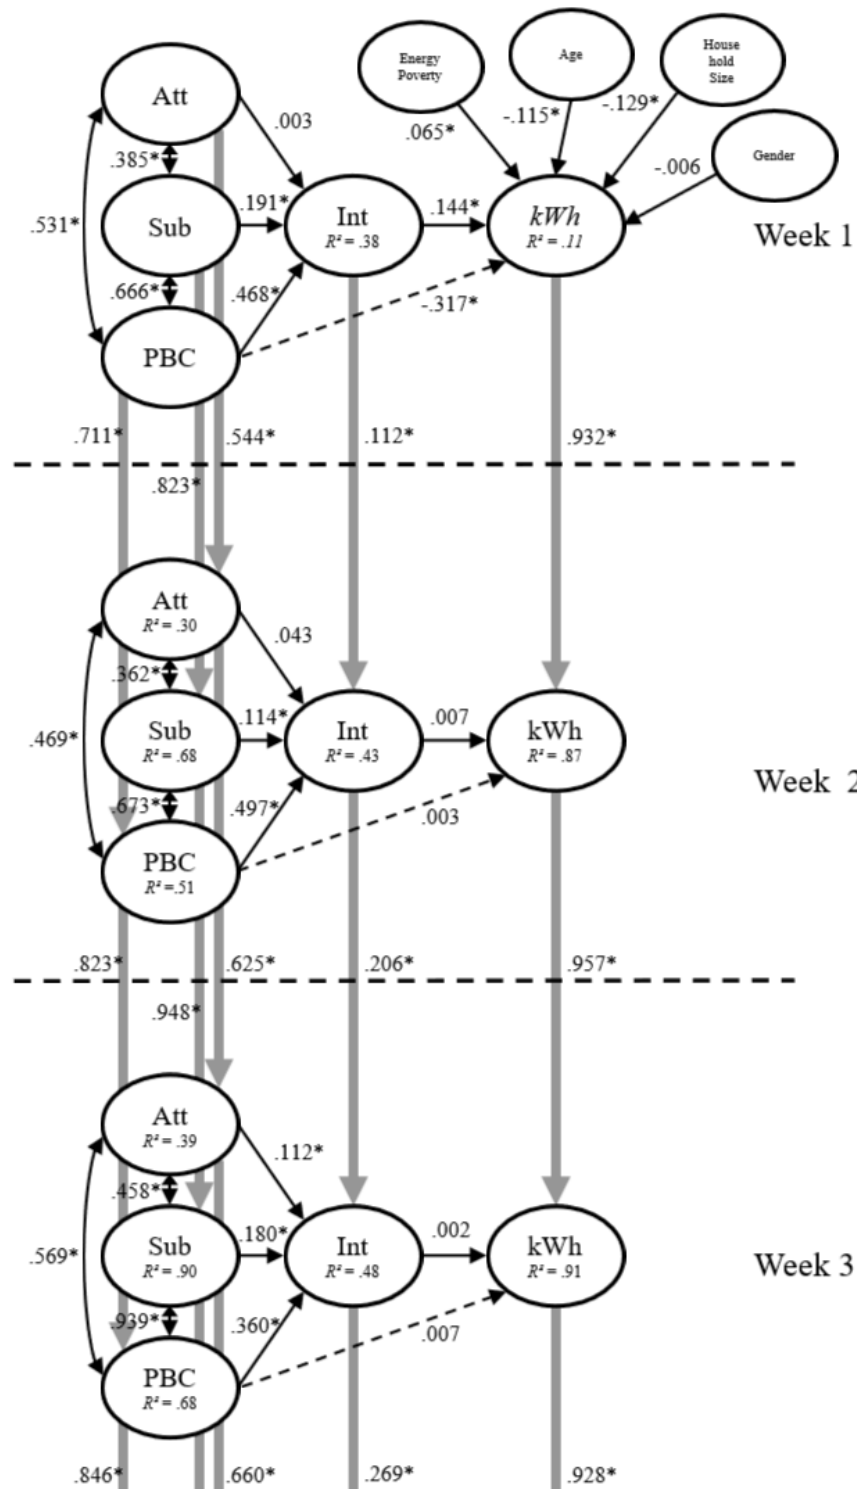 Energy
Poverty
Age
House
hold
Size
Gender
Att
.003
.065*
-.115*
-.129*
-.006
.385*
.531*
Sub
.191*
Int
R² = .38
.144*
kWh
R² = .11
Week 1
.666*
.468*
-.317*
PBC
.711*
.544*
.112*
.932*
.823*
Att
R² = .30
.043
.362*
.469*
Sub
R² = .68
.114*
Int
R² = .43
.007
kWh
R² = .87
Week 2
.673*
.497*
.003
PBC
R² =.51
.823*
.625*
.206*
.957*
.948*
Att
R² = .39
.112*
.458*
.569*
Sub
R² = .90
.180*
Int
R² = .48
.002
kWh
R² = .91
Week 3
.939*
.360*
.007
PBC
R² = .68
.846*
.660*
.269*
.928*